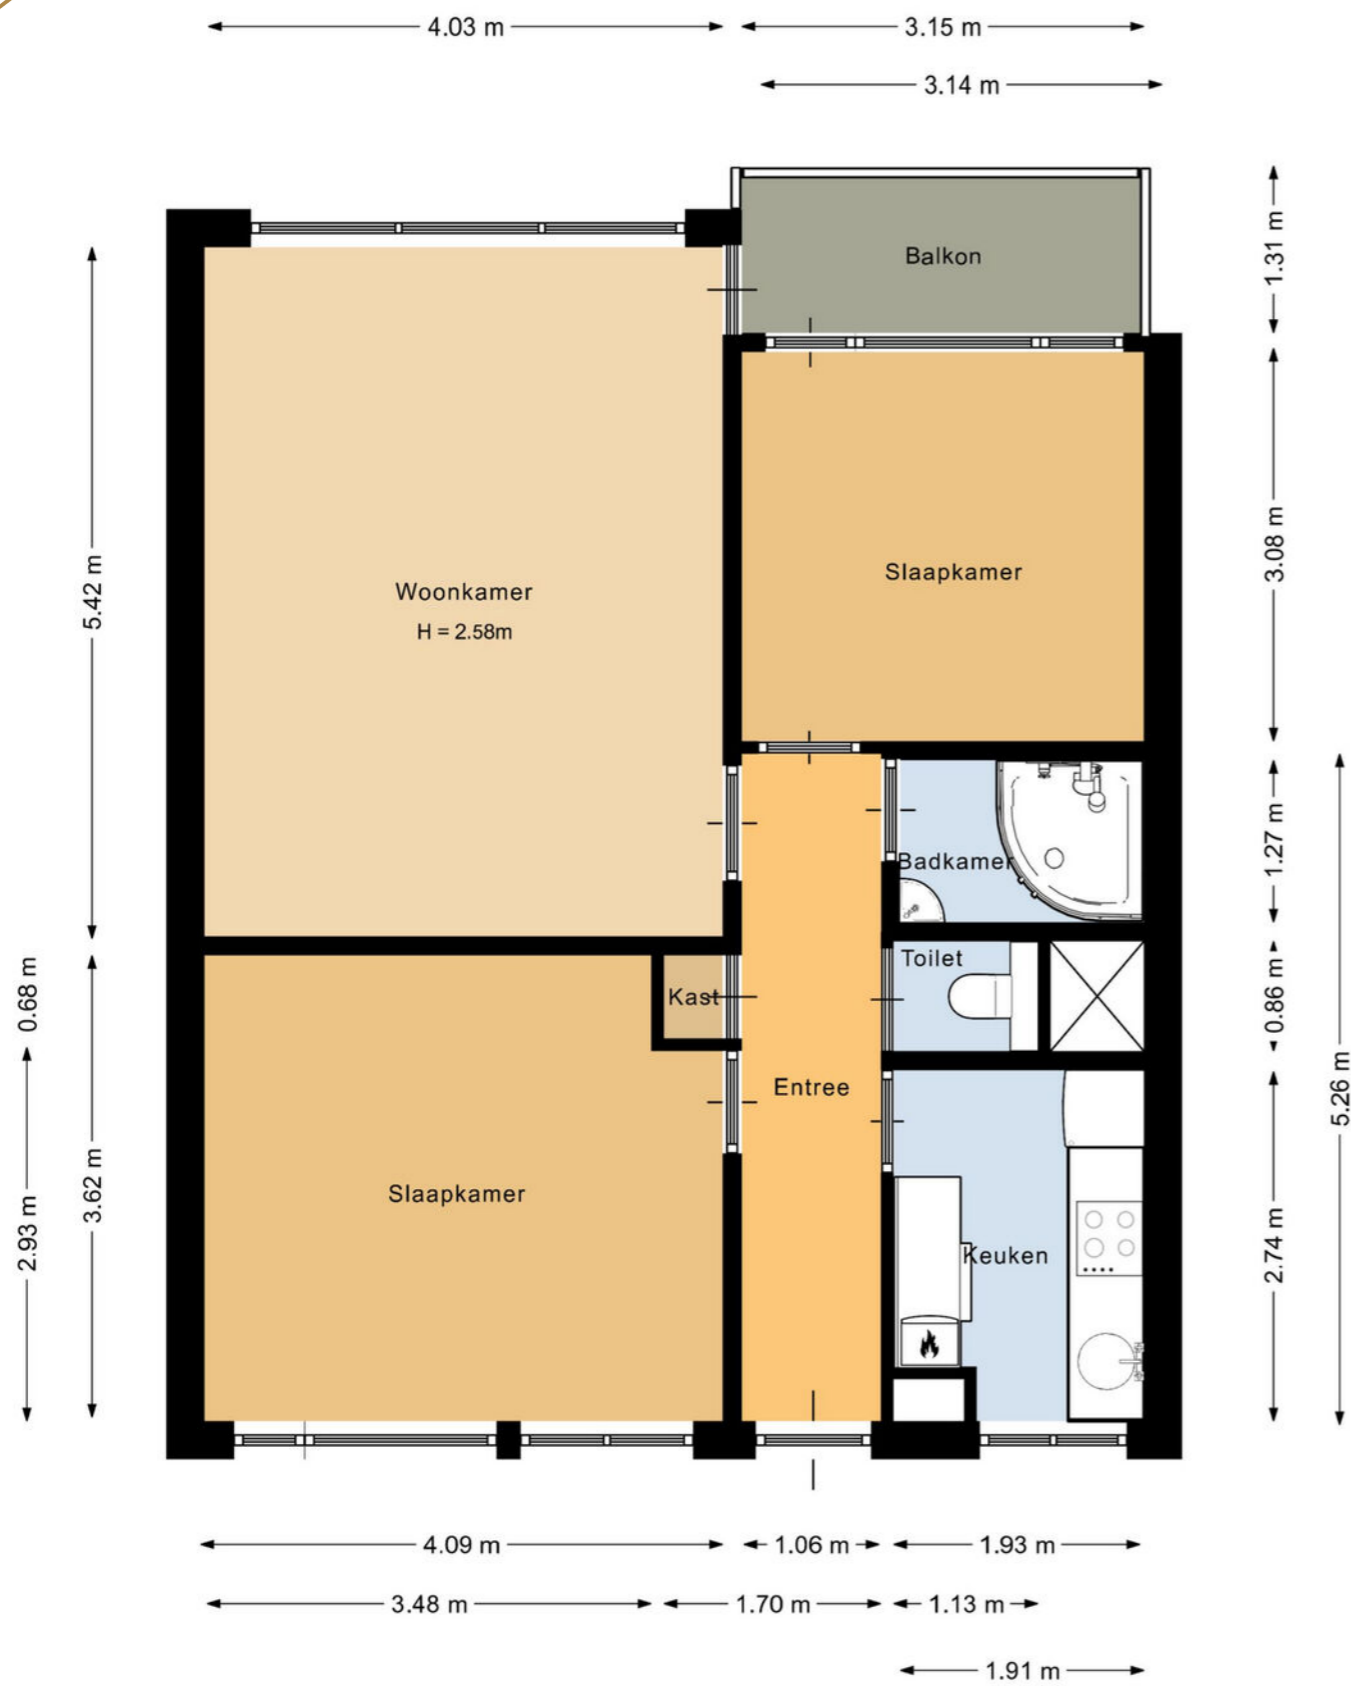 4.03 m
3.15 m
3.14 m
1.31 m
Balkon
5.42 m
3.08 m
Slaapkamer
Woonkamer
H = 2.58m
1.27 m
Badkamer
Toilet
0.86 m
Kast
0.68 m
5.26 m
Entree
3.62 m
2.93 m
Slaapkamer
Keuken
2.74 m
4.09 m
1.06 m
1.93 m
3.48 m
1.70 m
1.13 m
1.91 m